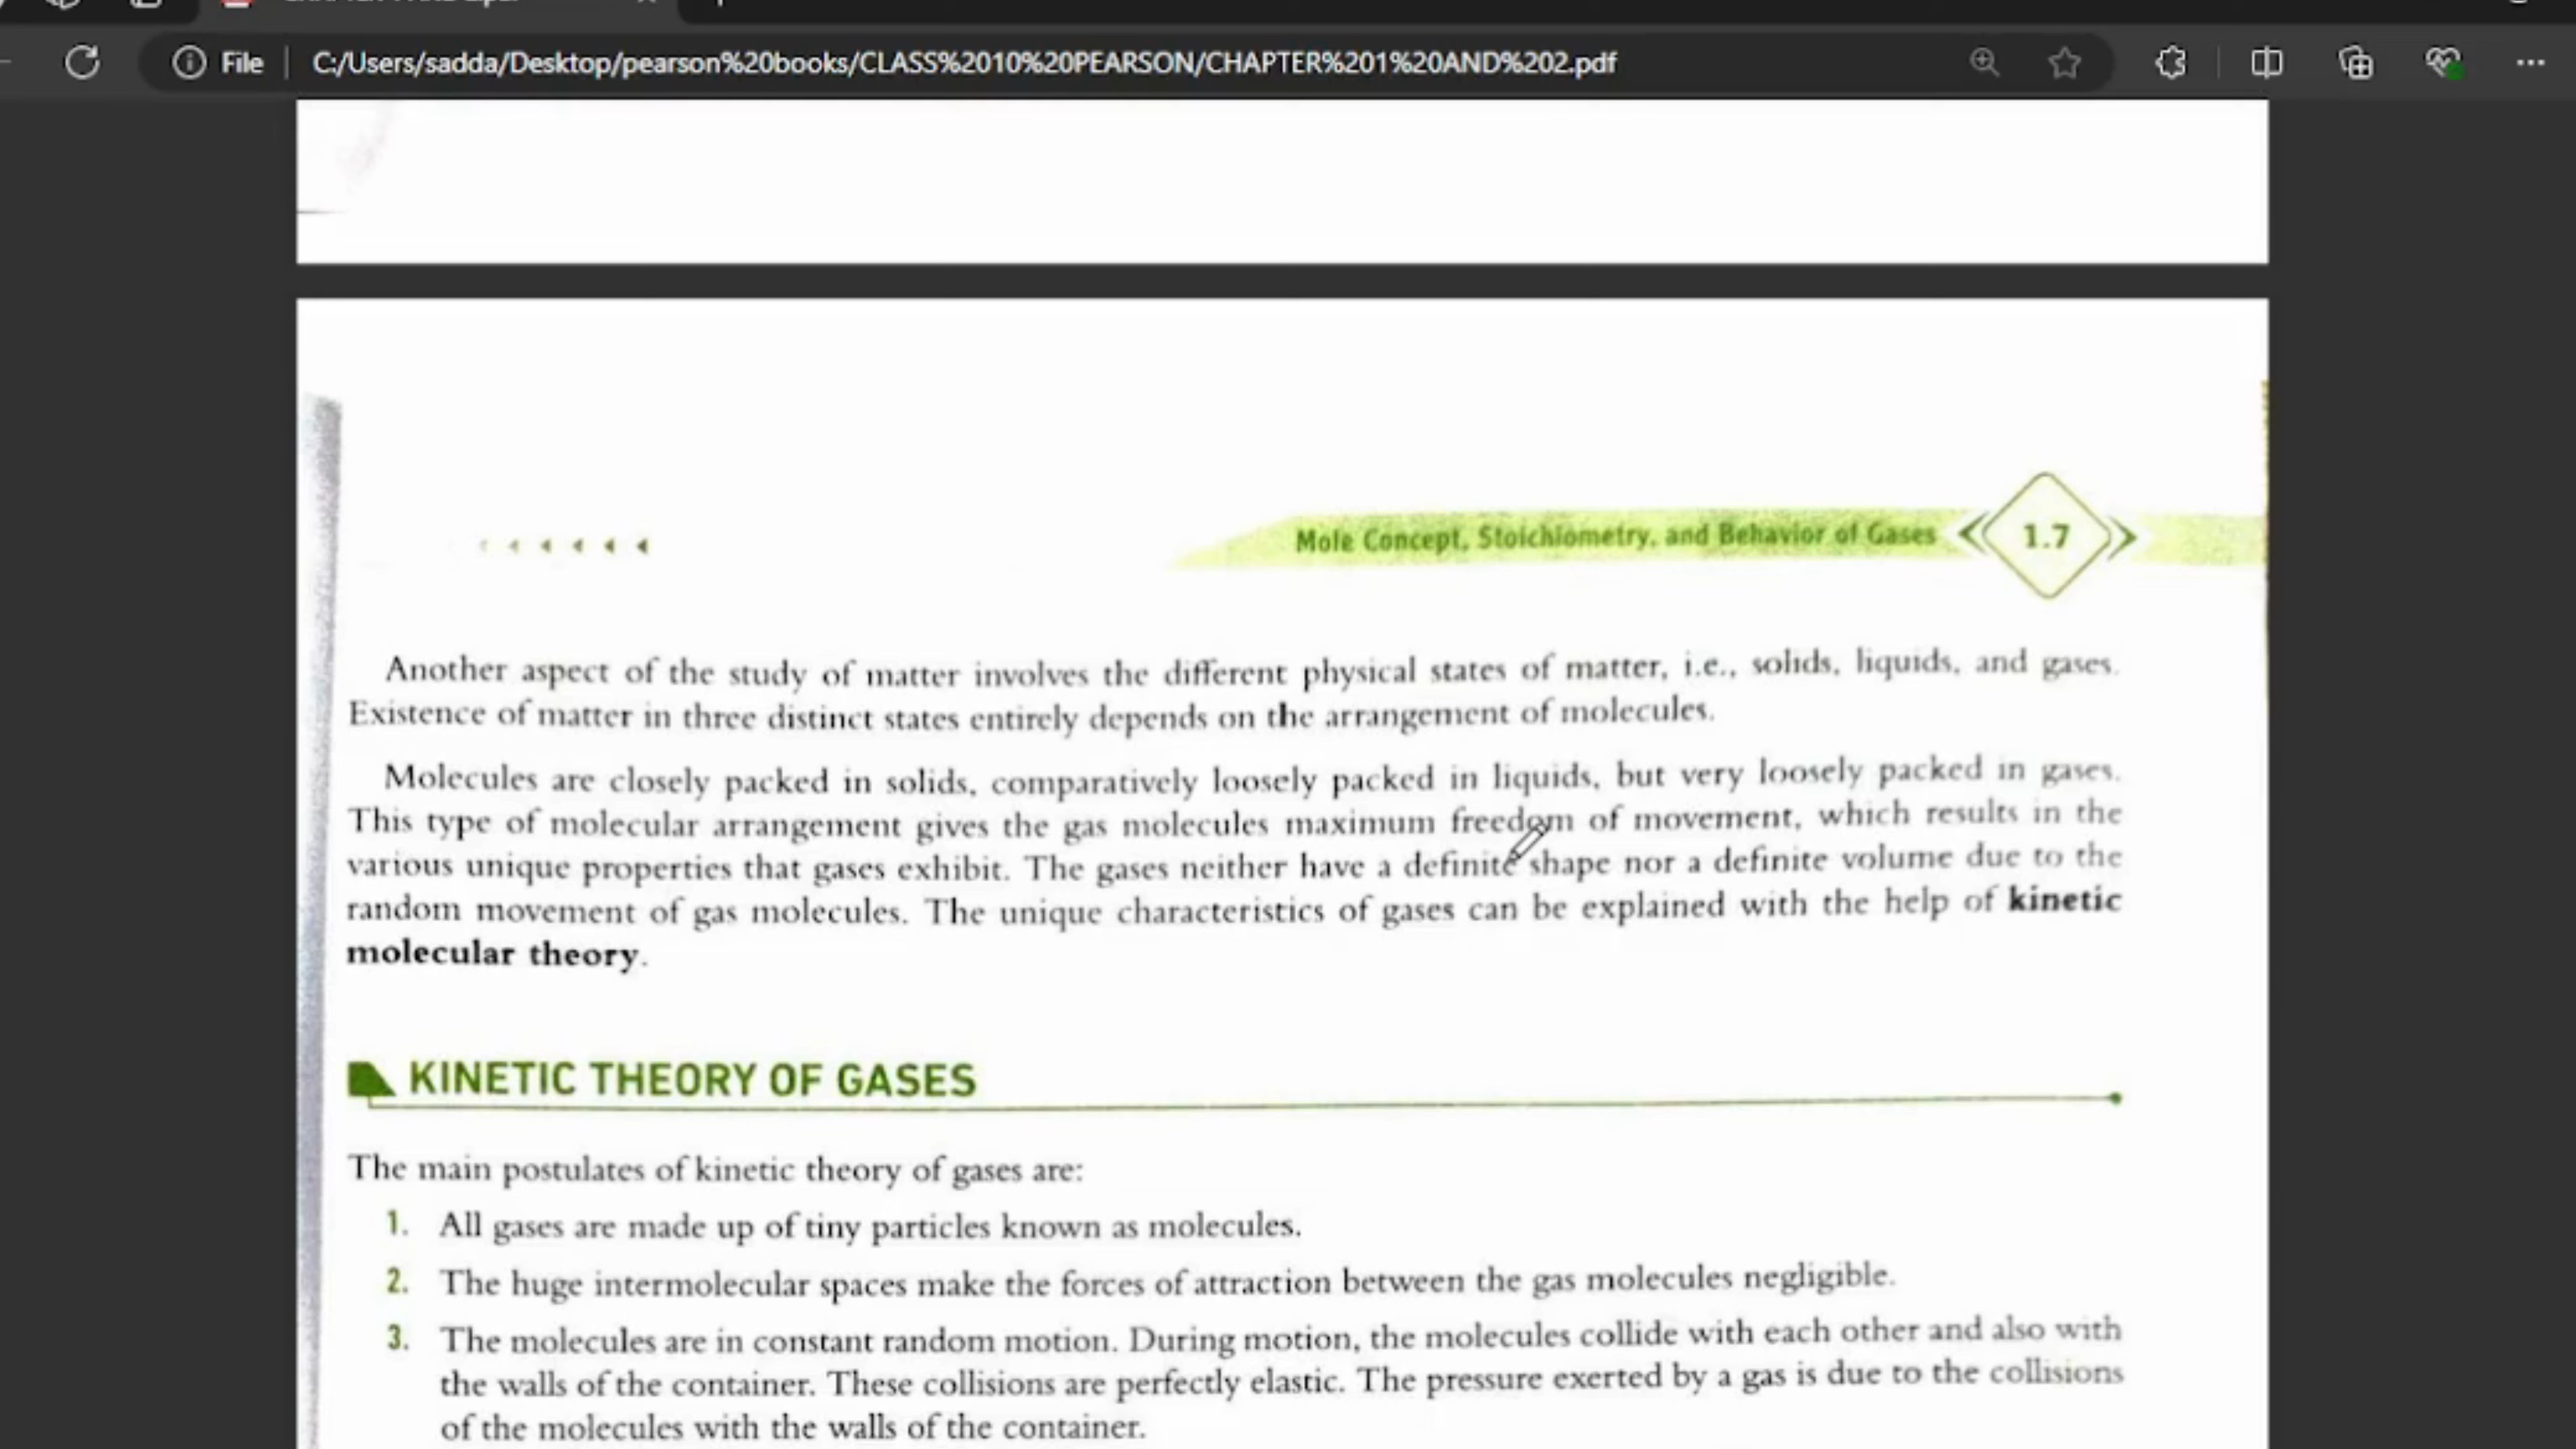 File
C:/Users/sadda/Desktop/pearson%20books/CLASS%2010%20PEARSON/CHAPTER%201%20AND%202.pdf
Mole Concept, Stoichiometry, and Behavior of Gases
1.7
Another aspect of the study of matter involves the different physical states of matter, i.e., solids, liquids, and gases.
Existence of matter in three distinct states entirely depends on the arrangement of molecules.
Molecules are closely packed in solids, comparatively loosely packed in liquids, but very loosely packed in gases.
This type of molecular arrangement gives the gas molecules maximum freedom of movement, which results in the
various unique properties that gases exhibit. The gases neither have a definite shape nor a definite volume due to the
random movement of gas molecules. The unique characteristics of gases can be explained with the help of kinetic
molecular theory.
KINETIC THEORY OF GASES
The main postulates of kinetic theory of gases are:
1. All gases are made up of tiny particles known as molecules.
2. The huge intermolecular spaces make the forces of attraction between the gas molecules negligible.
3. The molecules are in constant random motion. During motion, the molecules collide with each other and also with
the walls of the container. These collisions are perfectly elastic. The pressure exerted by a gas is due to the collisions
of the molecules with the walls of the container.